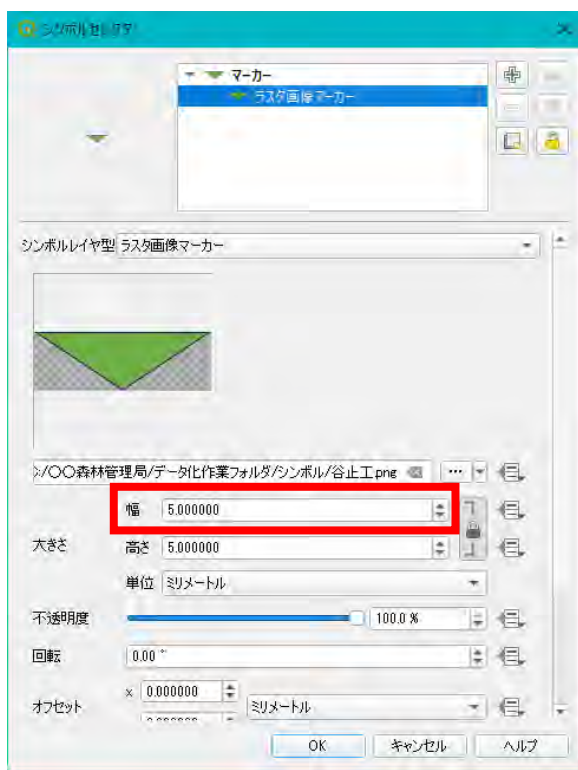 シンボルセレクタ
マーカー
ラスタ画像マーカー
シンボルレイヤ型 ラスタ画像マーカー
:/〇〇森林管理局/データ化作業フォルダ/シンボル/谷止工.png
幅 5.000000
大きさ 高さ 5.000000
単位 ミリメートル
不透明度 100.0 %
回転 0.00 °
x 0.000000
オフセット ミリメートル
OK キャンセル ヘルプ